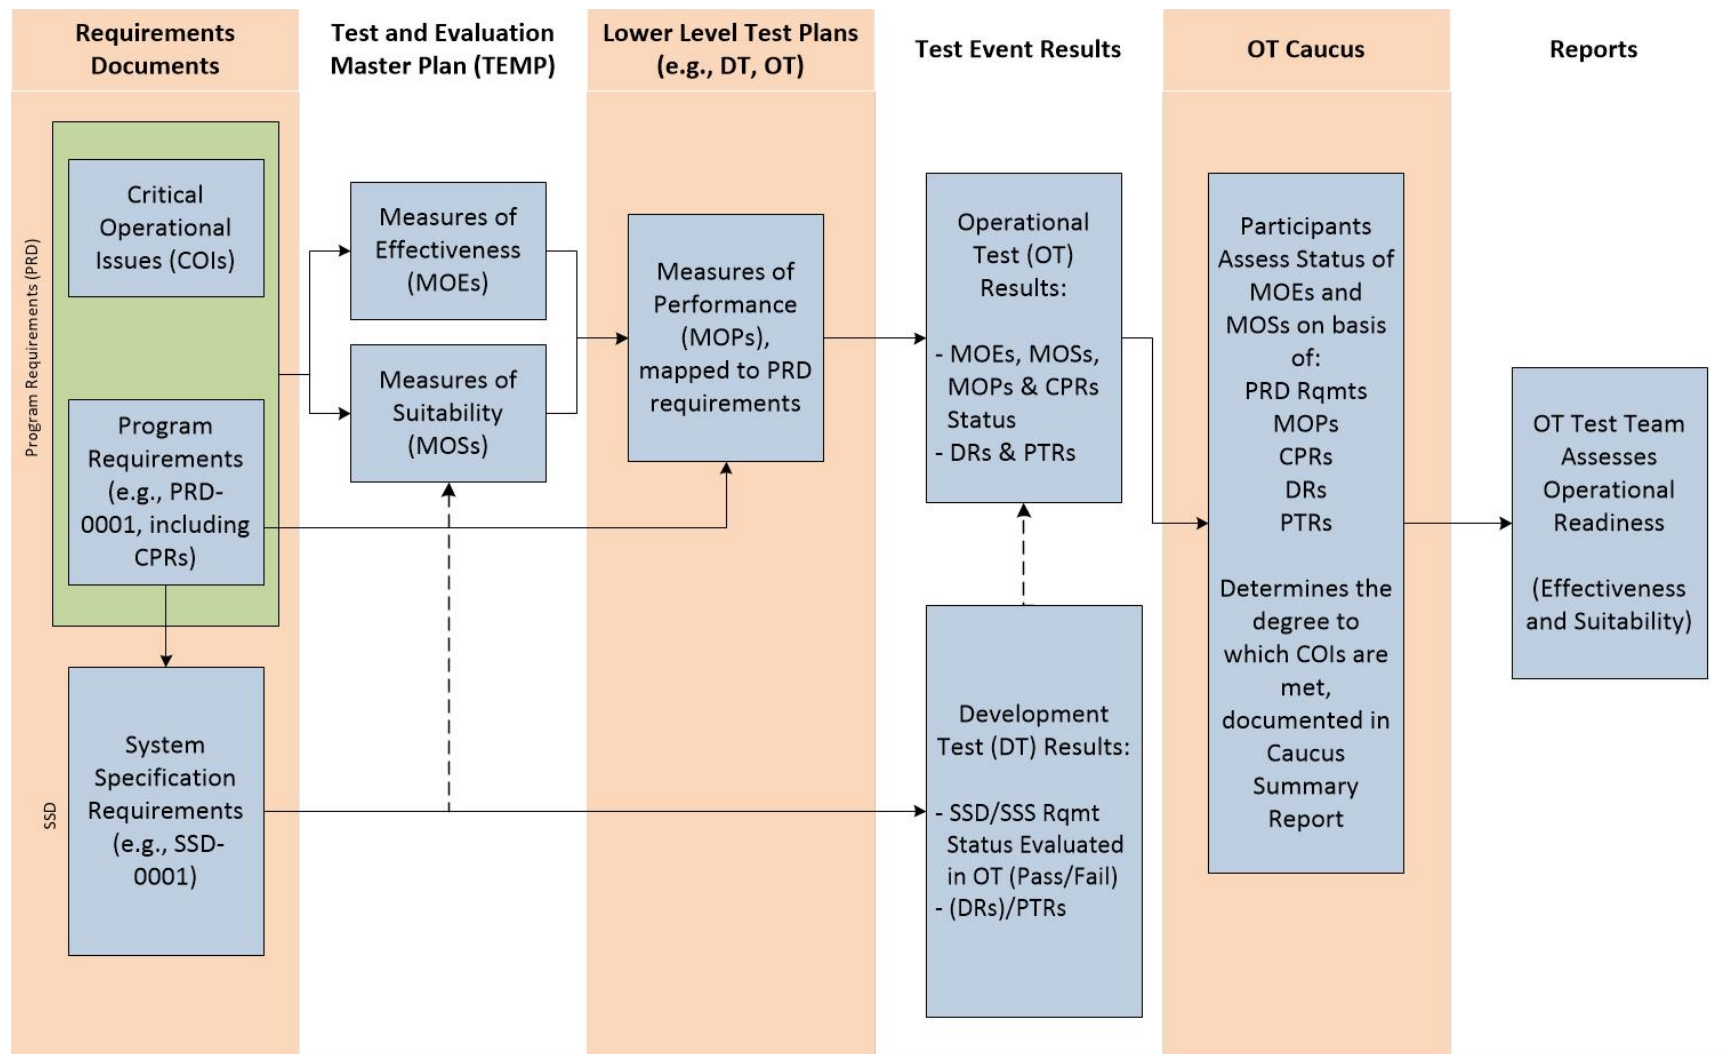 Requirements
Documents
Test and Evaluation
Master Plan (TEMP)
Lower Level Test Plans
(e.g., DT, OT)
Test Event Results
OT Caucus
Reports
Program Requirements (PRD)
Critical
Operational
Issues (COIs)
Program
Requirements
(e.g., PRD-
0001, including
CPRs)
SSD
System
Specification
Requirements
(e.g., SSD-
0001)
Measures of
Effectiveness
(MOEs)
Measures of
Suitability
(MOSs)
Measures of
Performance
(MOPs),
mapped to PRD
requirements
Operational
Test (OT)
Results:
- MOEs, MOSs,
MOPs & CPRs
Status
- DRs & PTRs
Development
Test (DT) Results:
- SSD/SSS Rqmt
Status Evaluated
in OT (Pass/Fail)
- (DRs)/PTRs
Participants
Assess Status of
MOEs and
MOSs on basis
of:
PRD Rqmts
MOPs
CPRs
DRs
PTRs
Determines the
degree to
which COIs are
met,
documented in
Caucus
Summary
Report
OT Test Team
Assesses
Operational
Readiness
(Effectiveness
and Suitability)